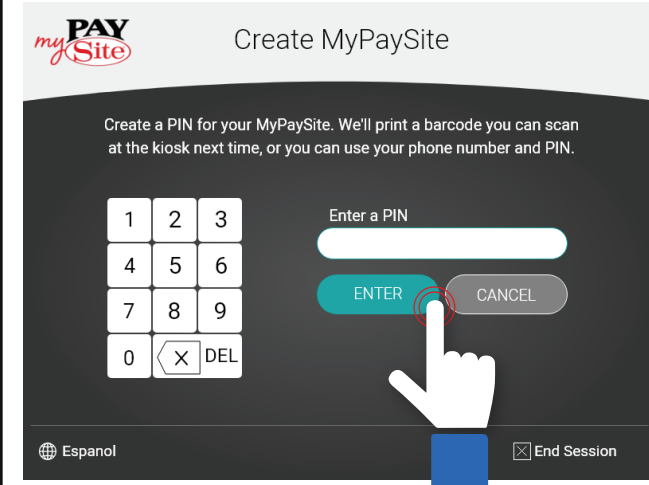 my PAY Site
Create MyPaySite
Create a PIN for your MyPaySite. We'll print a barcode you can scan
at the kiosk next time, or you can use your phone number and PIN.
1 2 3
4 5 6
7 8 9
0 X DEL
Enter a PIN
ENTER CANCEL
Espanol
End Session